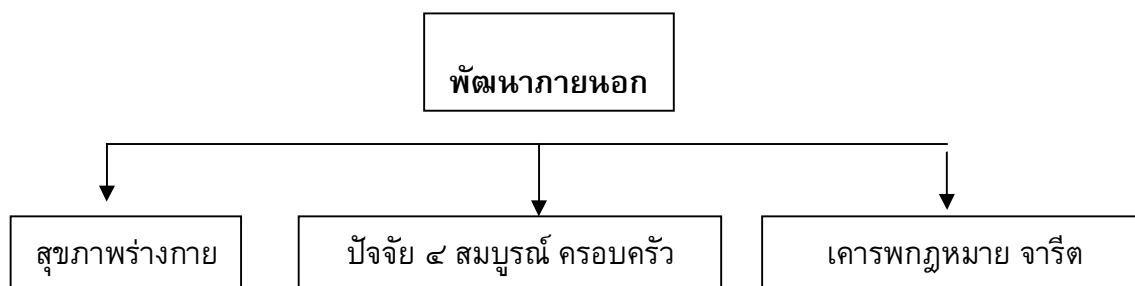 พัฒนาภายนอก
สุขภาพร่างกาย
ปัจจัย ๔ สมบูรณ์ ครอบครัว
เคารพกฎหมาย จารีต